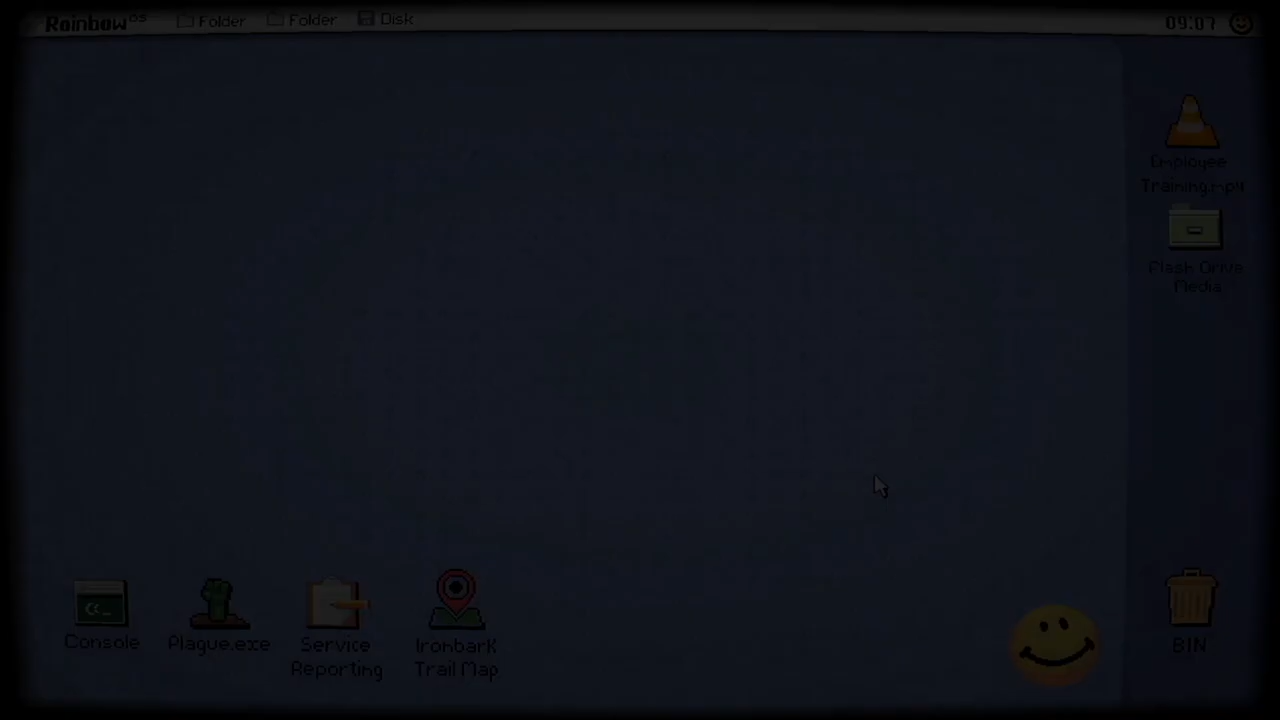 Rainbow OS
Folder
Folder
Disk
09:07
Employee
Training.mp4
Flash Drive
Media
Console
Plague.exe
Service
Reporting
Ironbark
Trail Map
BIN